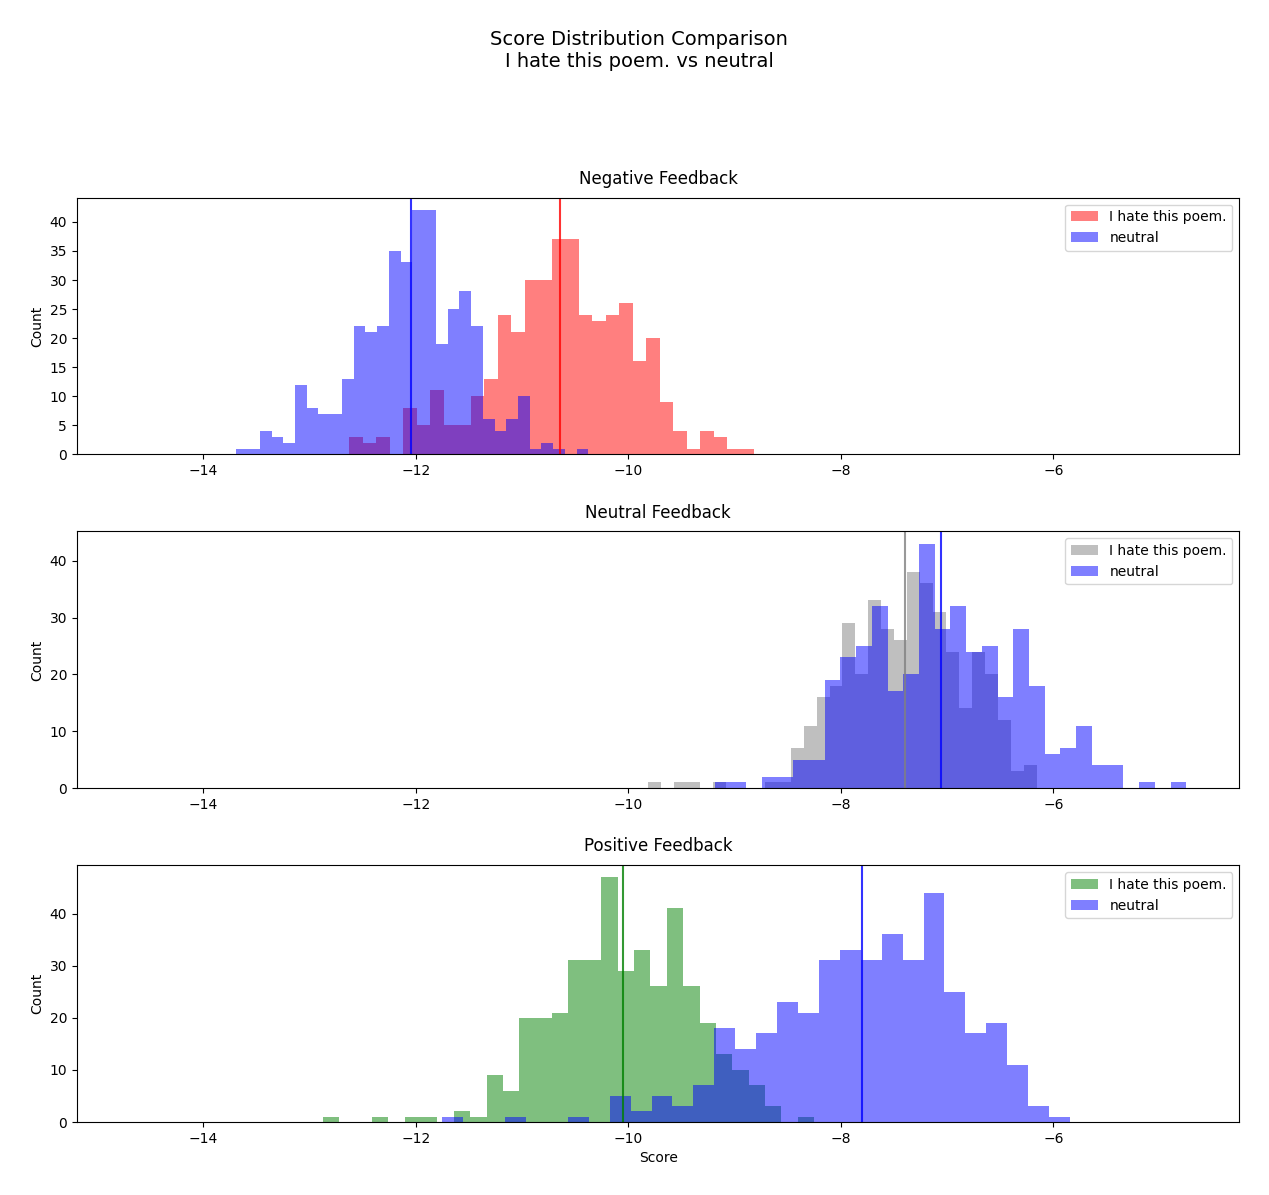 Score Distribution Comparison
I hate this poem. vs neutral
Negative Feedback
I hate this poem.
neutral
Count
40
35
30
25
20
15
10
5
0
−14
−12
−10
−8
−6
Neutral Feedback
I hate this poem.
neutral
Count
40
30
20
10
0
−14
−12
−10
−8
−6
Positive Feedback
I hate this poem.
neutral
Count
40
30
20
10
0
−14
−12
−10
−8
−6
Score